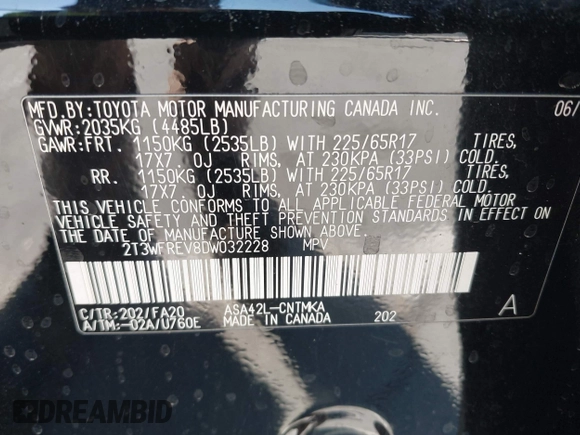 MFD.BY:TOYOTA MOTOR MANUFACTURING CANADA INC. 06/
GVWR:2035KG (4485LB)
GAWR:FRT. 1150KG (2535LB) WITH 225/65R17 TIRES,
17X7.0J RIMS, AT 230KPA (33PSI) COLD.
RR. 1150KG (2535LB) WITH 225/65R17 TIRES,
17X7.0J RIMS, AT 230KPA (33PSI) COLD.
THIS VEHICLE CONFORMS TO ALL APPLICABLE FEDERAL MOTOR
VEHICLE SAFETY AND THEFT PREVENTION STANDARDS IN EFFECT ON
THE DATE OF MANUFACTURE SHOWN ABOVE.
2T3WFREV8DW032228 MPV
C/TR:202/FA20 ASA42L-CNTMKA A
A/TM:-02A/U760E MADE IN CANADA 202
DREAMBID